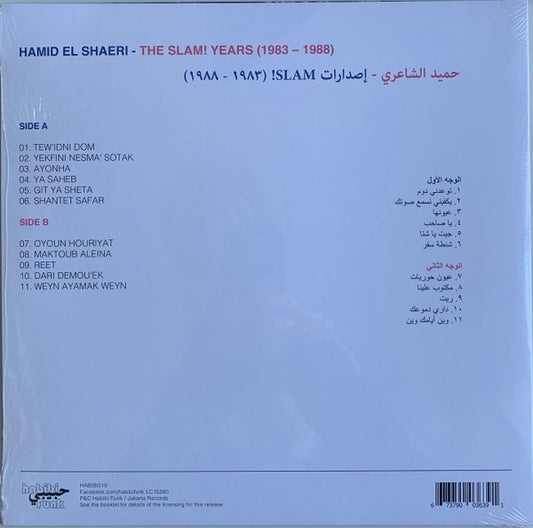 HAMID EL SHAERI - THE SLAM! YEARS (1983 – 1988)
حميد الشاعري - إصدارات SLAM! (١٩٨٣ - ١٩٨٨)
SIDE A
01. TEW'IDNI DOM
02. YEKFINI NESMA' SOTAK
03. AYONHA
04. YA SAHEB
05. GIT YA SHETA
06. SHANTET SAFAR
SIDE B
07. OYOUN HOURIYAT
08. MAKTOUB ALEINA
09. REET
10. DARI DEMOU'EK
11. WEYN AYAMAK WEYN
الوجه الأول
١. توعدني دوم
٢. يكفيني نسمع صوتك
٣. عيونها
٤. يا صاحب
٥. جيت يا شتا
٦. شنطة سفر
الوجه الثاني
٧. عيون حوريات
٨. مكتوب علينا
٩. ريت
١٠. داري دموعك
١١. وين أيامك وين
habibi
حبيبي
funk
HABIBI018
Facebook.com/habibifunk LC15260
P&C Habibi Funk / Jakarta Records
See the booklet for details of the licensing for this release.
6 73790 03639 1